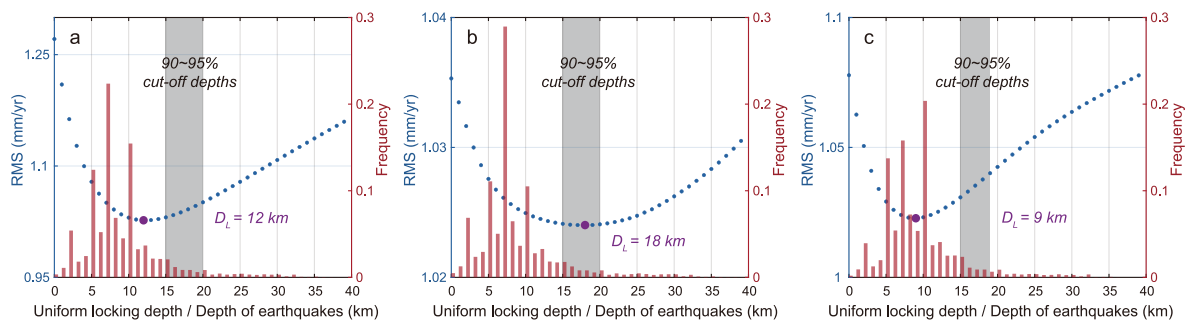 a
90~95%
cut-off depths
D_L = 12 km
RMS (mm/yr)
1.25
1.1
0.95
Frequency
0.3
0.2
0.1
0
0 5 10 15 20 25 30 35 40
Uniform locking depth / Depth of earthquakes (km)
b
90~95%
cut-off depths
D_L = 18 km
RMS (mm/yr)
1.04
1.03
1.020
Frequency
0.3
0.2
0.1
0
0 5 10 15 20 25 30 35 40
Uniform locking depth / Depth of earthquakes (km)
c
90~95%
cut-off depths
D_L = 9 km
RMS (mm/yr)
1.1
1.05
1
Frequency
0.3
0.2
0.1
0
0 5 10 15 20 25 30 35 40
Uniform locking depth / Depth of earthquakes (km)